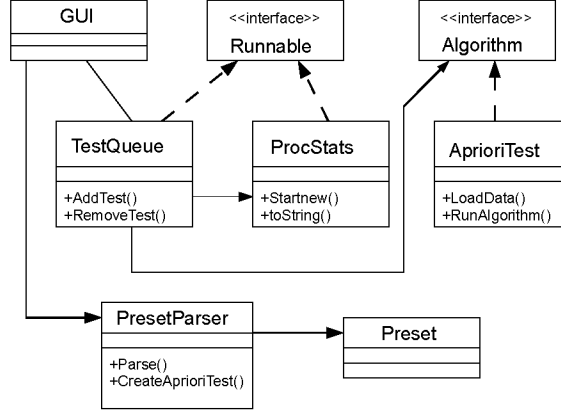 GUI
<<interface>>
Runnable
<<interface>>
Algorithm
TestQueue
+AddTest()
+RemoveTest()
ProcStats
+Startnew()
+toString()
AprioriTest
+LoadData()
+RunAlgorithm()
PresetParser
+Parse()
+CreateAprioriTest()
Preset